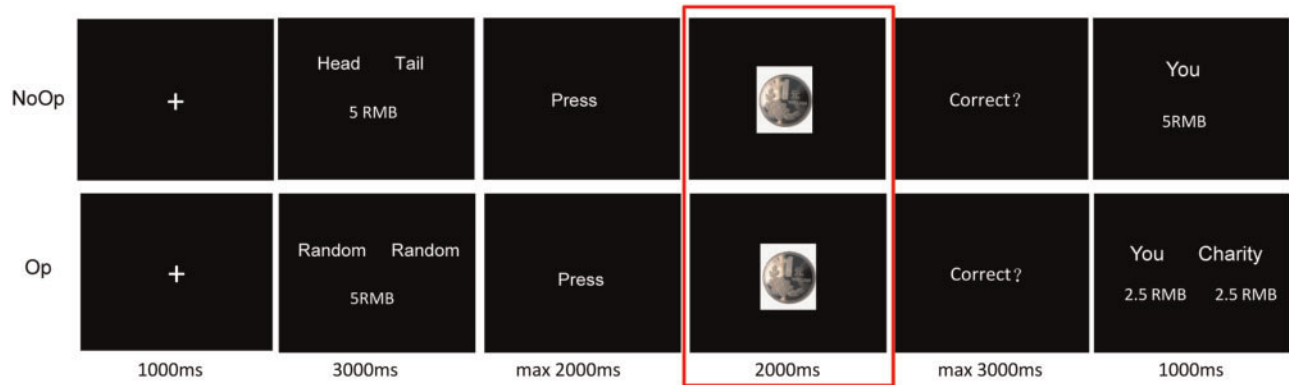 Head Tail
5 RMB
NoOp
+
Press
Correct?
You
5RMB
Random Random
5RMB
Op
+
Press
Correct?
You Charity
2.5 RMB 2.5 RMB
1000ms 3000ms max 2000ms 2000ms max 3000ms 1000ms